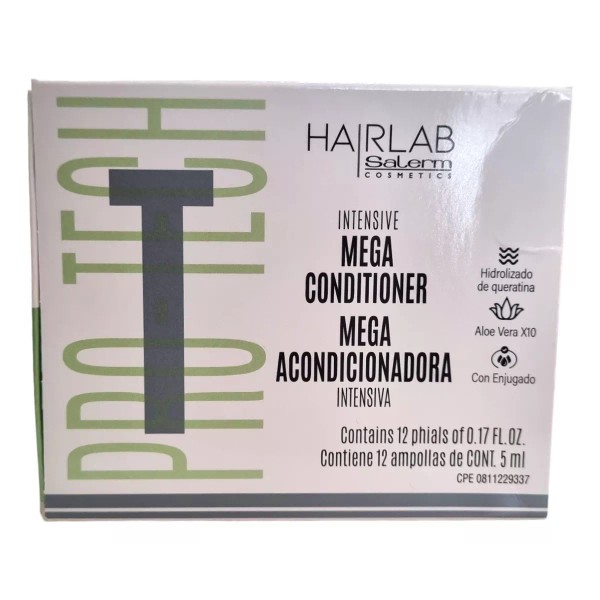 PRO·TECH
T
HAIRLAB
Salerm
COSMETICS
INTENSIVE
MEGA
CONDITIONER
MEGA
ACONDICIONADORA
INTENSIVA
Hidrolizado
de queratina
Aloe Vera X10
Con Enjugado
Contains 12 phials of 0.17 FL. OZ.
Contiene 12 ampollas de CONT. 5 ml
CPE 0811229337